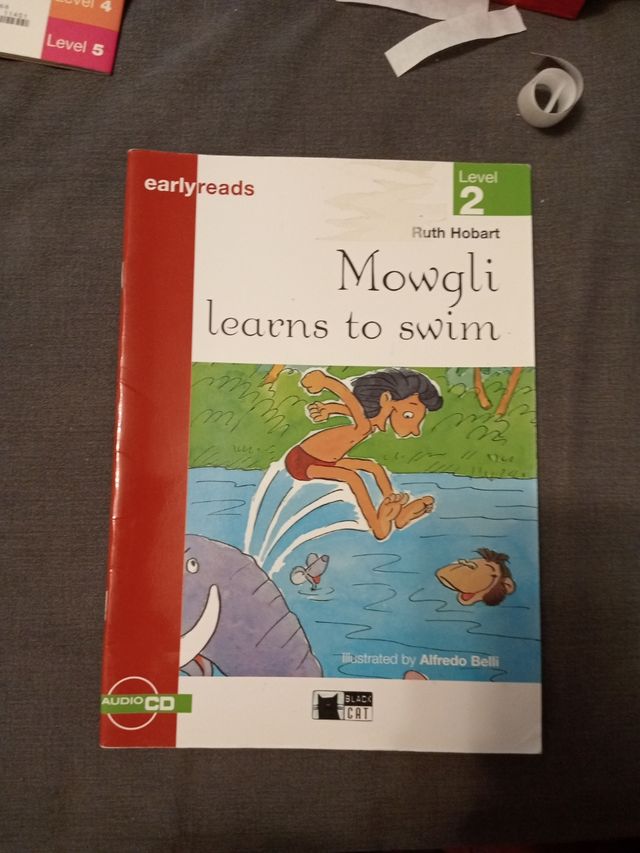 Level 4
Level 5
earlyreads
Level
2
Ruth Hobart
Mowgli
learns to swim
illustrated by Alfredo Belli
AUDIO CD
BLACK
CAT